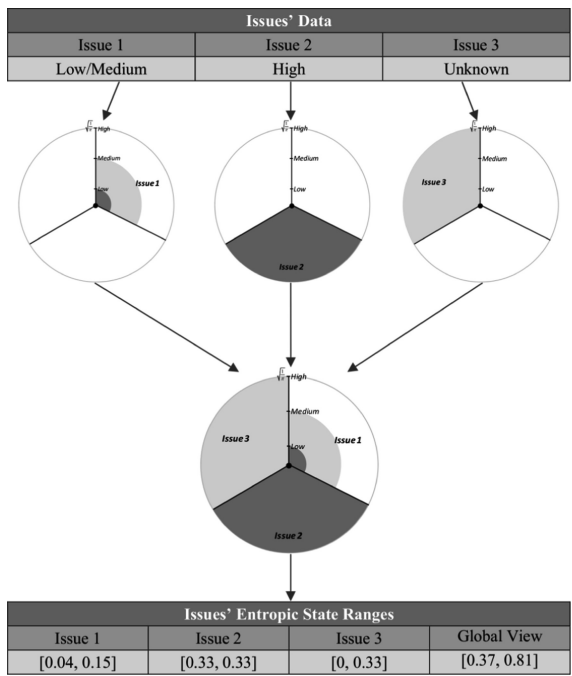 Issues' Data
Issue 1 Issue 2 Issue 3
Low/Medium High Unknown
High
Medium
Low
Issue 1
High
Medium
Low
Issue 2
High
Medium
Low
Issue 3
High
Medium
Low
Issue 3
Issue 1
Issue 2
Issues' Entropic State Ranges
Issue 1 Issue 2 Issue 3 Global View
[0.04, 0.15] [0.33, 0.33] [0, 0.33] [0.37, 0.81]